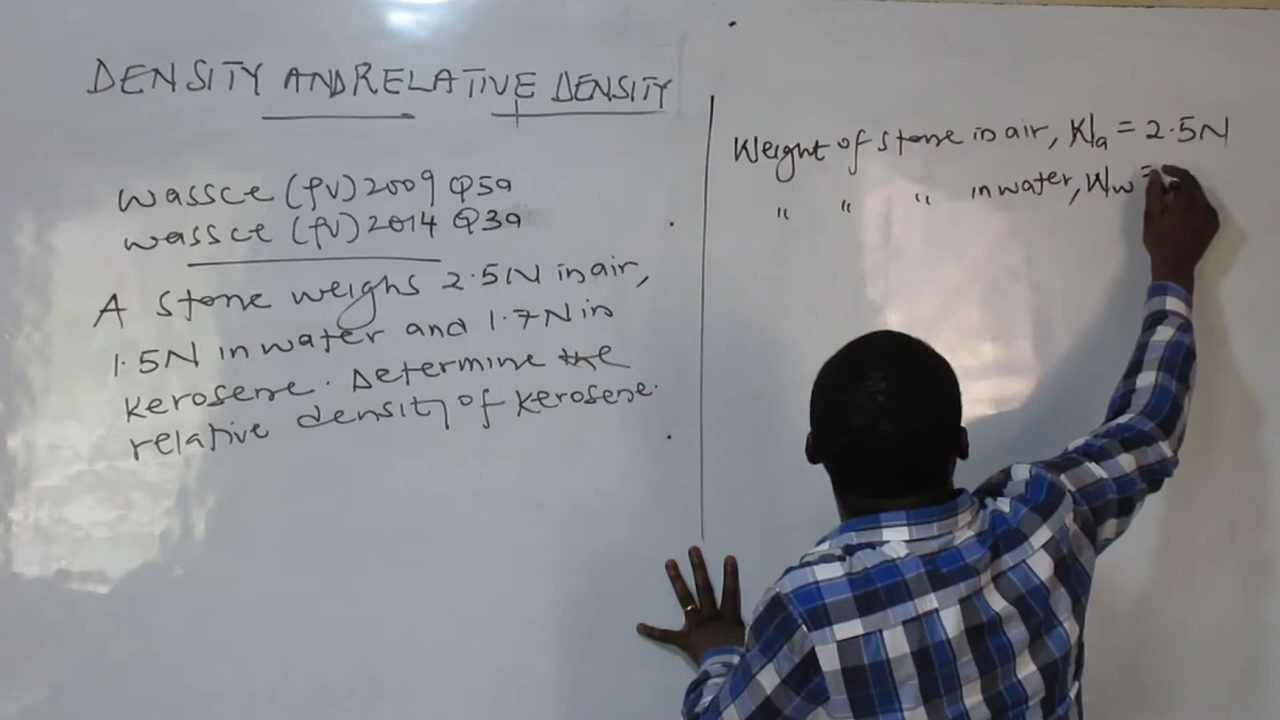 DENSITY AND RELATIVE DENSITY
WASSCE (PV) 2009 Q5a
WASSCE (PV) 2014 Q3a
A stone weighs 2.5N in air,
1.5N in water and 1.7N in
kerosene. Determine the
relative density of kerosene.
Weight of stone in air, Wa = 2.5N
" " " in water, Ww =